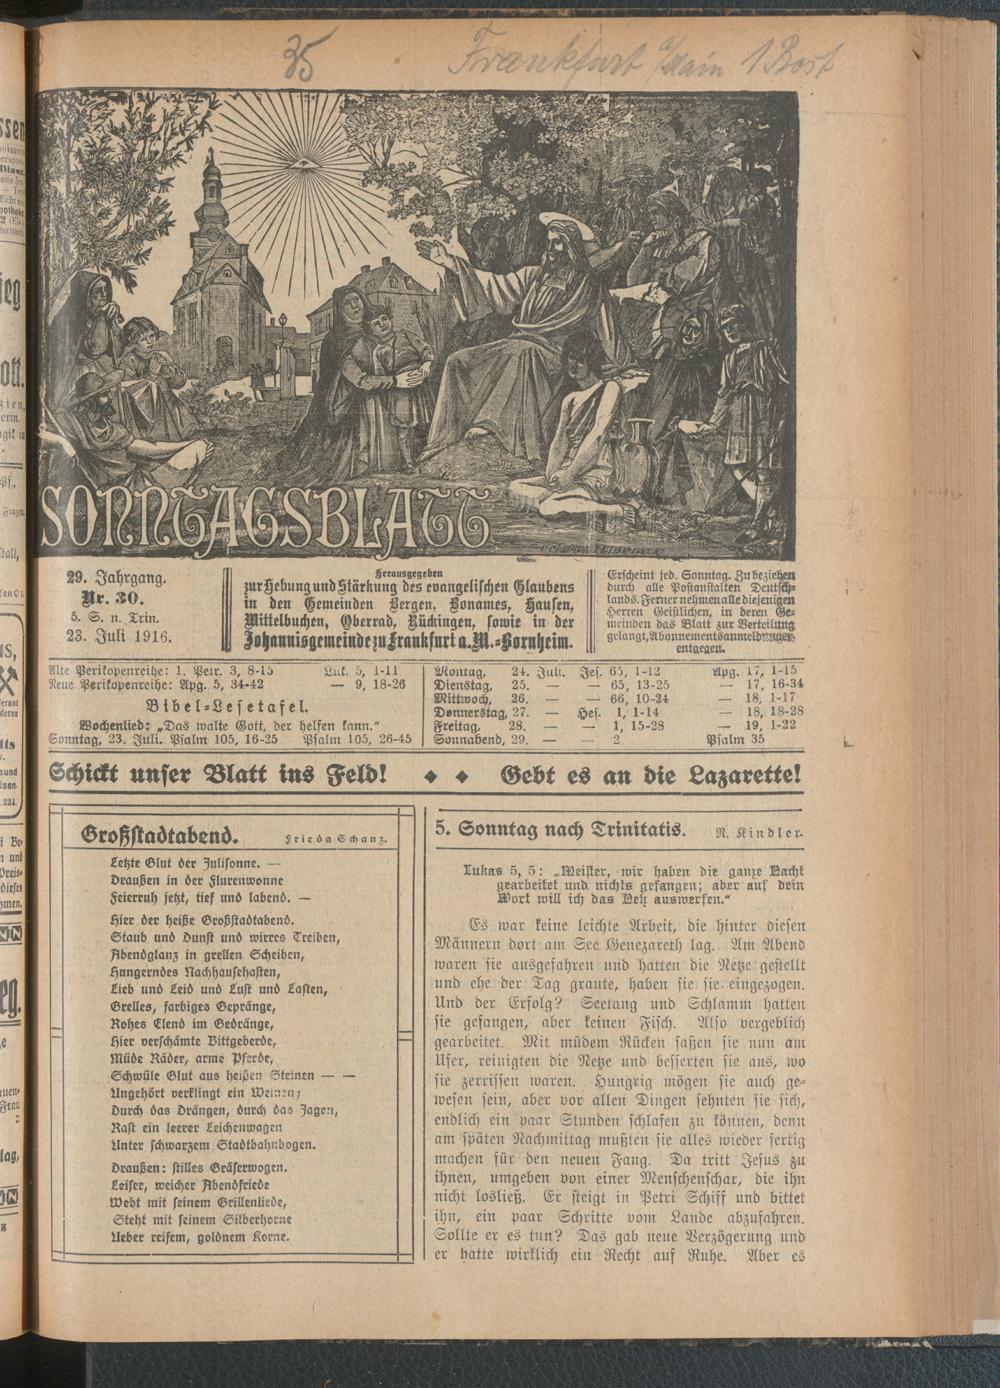 35 Frankfurt a/Main 1 Post
SONNTAGSBLATT
29. Jahrgang.
Nr. 30.
5. S. n. Trin.
23. Juli 1916.
Herausgegeben
zur Hebung und Stärkung des evangelischen Glaubens
in den Gemeinden Bergen, Bonames, Hausen,
Mittelbuchen, Oberrad, Rückingen, sowie in der
Johannisgemeinde zu Frankfurt a. M.-Bornheim.
Erscheint jed. Sonntag. Zu beziehen
durch alle Postanstalten Deutsch-
lands. Ferner nehmen alle diejenigen
Herren Geistlichen, in deren Ge-
meinden das Blatt zur Verteilung
gelangt, Abonnementsanmeldungen
entgegen.
Alte Perikopenreihe: 1. Petr. 3, 8-15 Luk. 5, 1-11
Neue Perikopenreihe: Apg. 5, 34-42 — 9, 18-26
Bibel-Lesetafel.
Wochenlied: „Das walte Gott, der helfen kann.“
Sonntag, 23. Juli. Psalm 105, 16-25 Psalm 105, 26-45
Montag, 24. Juli. Jes. 65, 1-12 Apg. 17, 1-15
Dienstag, 25. — — 65, 13-25 — 17, 16-34
Mittwoch, 26. — — 66, 10-24 — 18, 1-17
Donnerstag, 27. — Hes. 1, 1-14 — 18, 18-28
Freitag, 28. — — 1, 15-28 — 19, 1-22
Sonnabend, 29. — — 2 Psalm 35
Schickt unser Blatt ins Feld! ◆ ◆ Gebt es an die Lazarette!
Großstadtabend. Frieda Schanz.
Letzte Glut der Julisonne. —
Draußen in der Flurenwonne
Feierruh jetzt, tief und labend. —
Hier der heiße Großstadtabend.
Staub und Dunst und wirres Treiben,
Abendglanz in grellen Scheiben,
Hungerndes Nachhausehasten,
Lieb und Leid und Lust und Lasten,
Grelles, farbiges Gepränge,
Rohes Elend im Gedränge,
Hier verschämte Bittgeberde,
Müde Räder, arme Pferde,
Schwüle Glut aus heißen Steinen — —
Ungehört verklingt ein Weinen;
Durch das Drängen, durch das Jagen,
Rast ein leerer Leichenwagen
Unter schwarzem Stadtbahnbogen.
Draußen: stilles Gräserwogen.
Leiser, weicher Abendfriede
Webt mit seinem Grillenliede,
Steht mit seinem Silberhorne
Ueber reifem, goldnem Korne.
5. Sonntag nach Trinitatis. R. Kindler.
Lukas 5, 5: „Meister, wir haben die ganze Nacht
gearbeitet und nichts gefangen; aber auf dein
Wort will ich das Netz auswerfen.“
Es war keine leichte Arbeit, die hinter diesen
Männern dort am See Genezareth lag. Am Abend
waren sie ausgefahren und hatten die Netze gestellt
und ehe der Tag graute, haben sie sie eingezogen.
Und der Erfolg? Seetang und Schlamm hatten
sie gefangen, aber keinen Fisch. Also vergeblich
gearbeitet. Mit müdem Rücken saßen sie nun am
Ufer, reinigten die Netze und besserten sie aus, wo
sie zerrissen waren. Hungrig mögen sie auch ge-
wesen sein, aber vor allen Dingen sehnten sie sich,
endlich ein paar Stunden schlafen zu können, denn
am späten Nachmittag mußten sie alles wieder fertig
machen für den neuen Fang. Da tritt Jesus zu
ihnen, umgeben von einer Menschenschar, die ihn
nicht losließ. Er steigt in Petri Schiff und bittet
ihn, ein paar Schritte vom Lande abzufahren.
Sollte er es tun? Das gab neue Verzögerung und
er hatte wirklich ein Recht auf Ruhe. Aber es